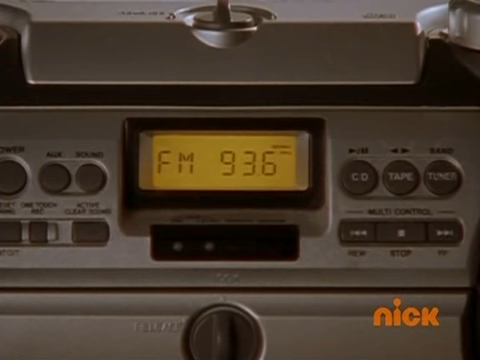 POWER AUX SOUND
FM 936
BAND
CD TAPE TUNER
ONE TOUCH REC
ACTIVE CLEAR SOUND
MULTI CONTROL
REW STOP FF
nick